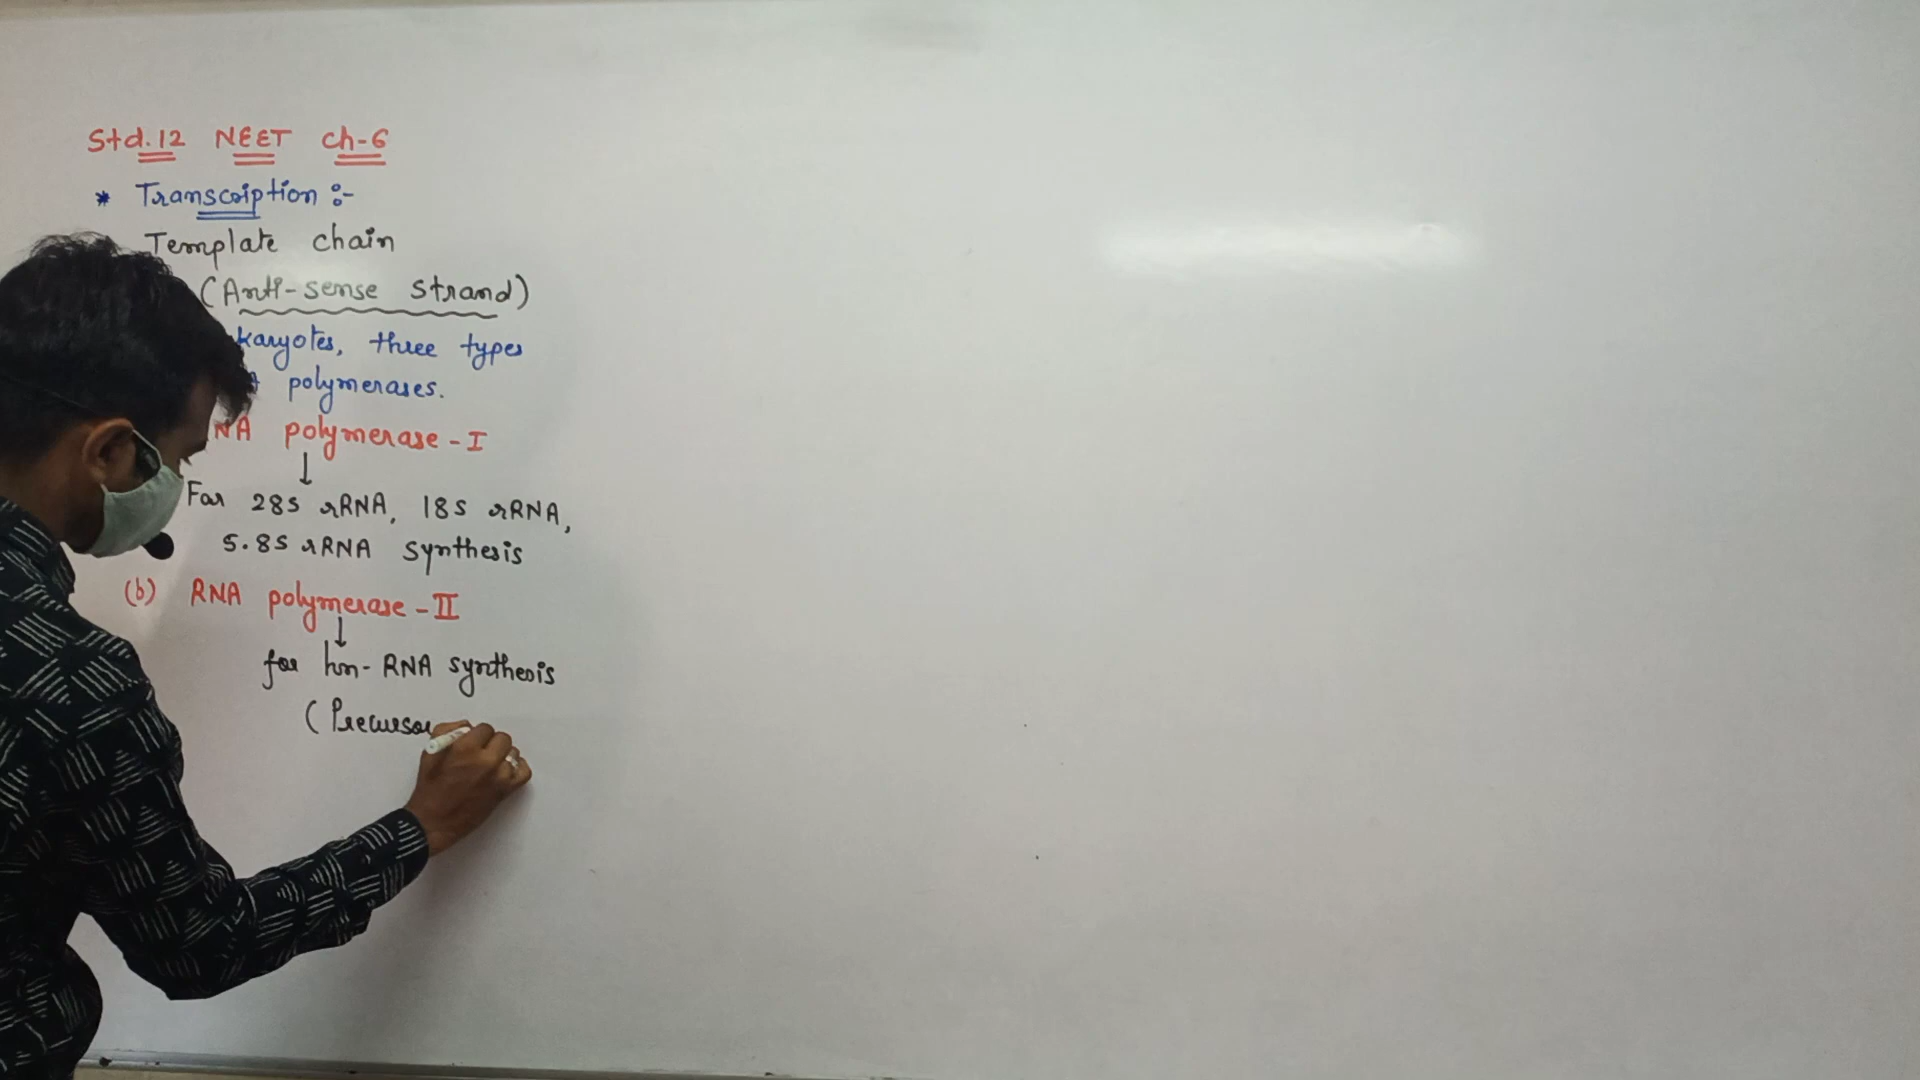 Std.12 NEET Ch-6
* Transcription :-
Template chain
(Anti-sense strand)
karyotes, three types
A polymerases.
NA polymerase - I
↓
For 28S rRNA, 18S rRNA,
5.8S rRNA synthesis
(b) RNA polymerase - II
↓
for hn-RNA synthesis
(Precursor